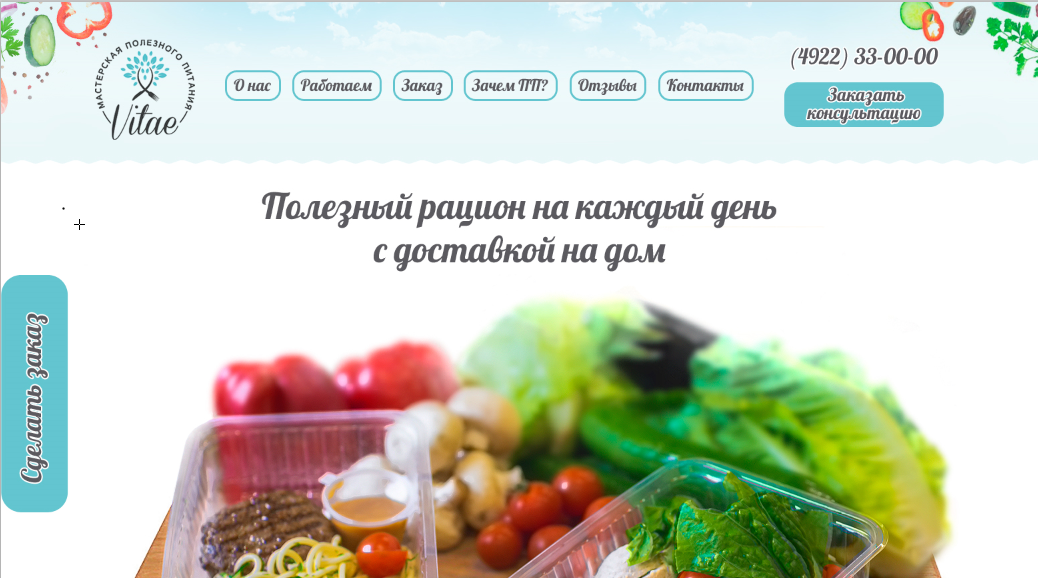 МАСТЕРСКАЯ ПОЛЕЗНОГО ПИТАНИЯ
Vitae
О нас
Работаем
Заказ
Зачем ПП?
Отзывы
Контакты
(4922) 33-00-00
Заказать
консультацию
Полезный рацион на каждый день
с доставкой на дом
Сделать заказ